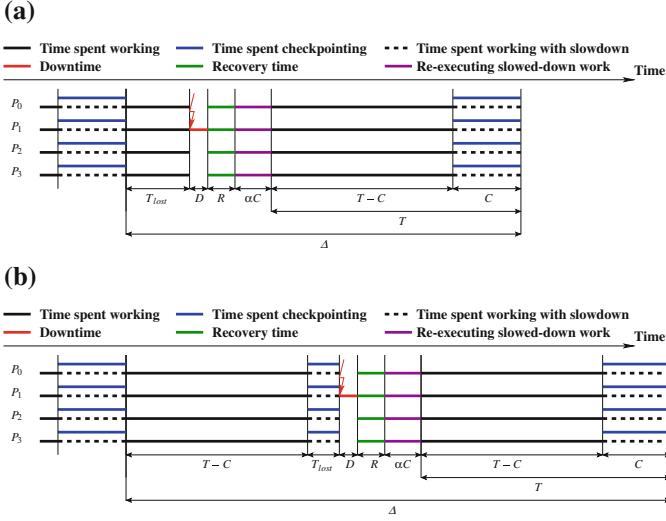 (a)
Time spent working Time spent checkpointing Time spent working with slowdown
Downtime Recovery time Re-executing slowed-down work
Time
P0
P1
P2
P3
Tlost D R αC T − C C
T
Δ
(b)
Time spent working Time spent checkpointing Time spent working with slowdown
Downtime Recovery time Re-executing slowed-down work
Time
P0
P1
P2
P3
T − C Tlost D R αC T − C C
T
Δ